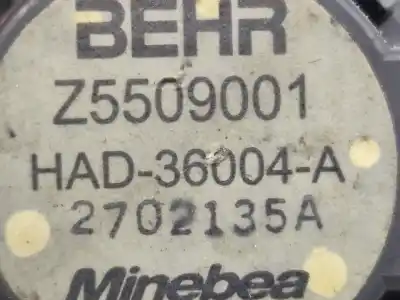 BEHR
Z5509001
HAD-36004-A
2702135A
Minebea